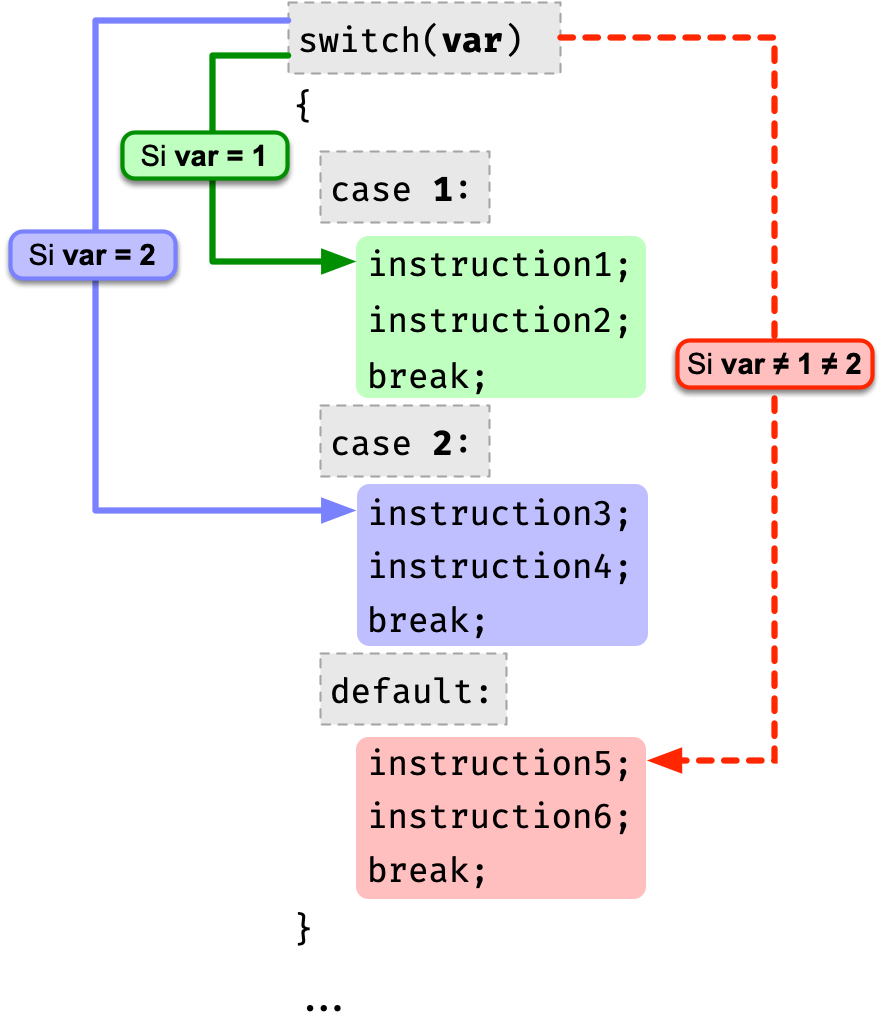 switch(var)
{
Si var = 1
case 1:
Si var = 2
instruction1;
instruction2;
Si var ≠ 1 ≠ 2
break;
case 2:
instruction3;
instruction4;
break;
default:
instruction5;
instruction6;
break;
}
...